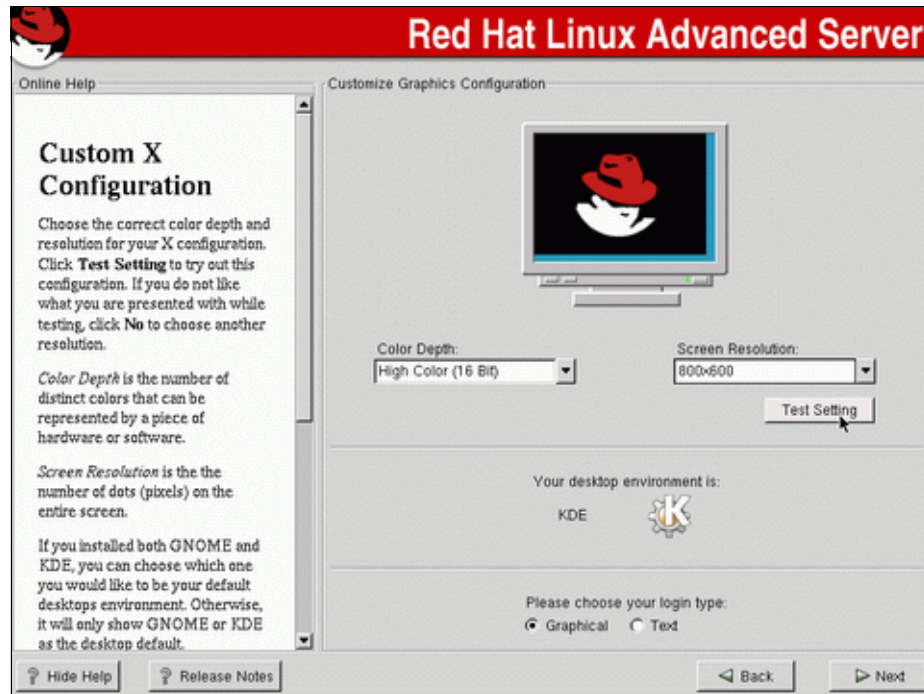 Red Hat Linux Advanced Server
Online Help
Custom X
Configuration
Choose the correct color depth and
resolution for your X configuration.
Click Test Setting to try out this
configuration. If you do not like
what you are presented with while
testing, click No to choose another
resolution.
Color Depth is the number of
distinct colors that can be
represented by a piece of
hardware or software.
Screen Resolution is the the
number of dots (pixels) on the
entire screen.
If you installed both GNOME and
KDE, you can choose which one
you would like to be your default
desktops environment. Otherwise,
it will only show GNOME or KDE
as the desktop default.
Customize Graphics Configuration
Color Depth:
High Color (16 Bit)
Screen Resolution:
800x600
Test Setting
Your desktop environment is:
KDE
K
Please choose your login type:
Graphical
Text
Hide Help
Release Notes
Back
Next